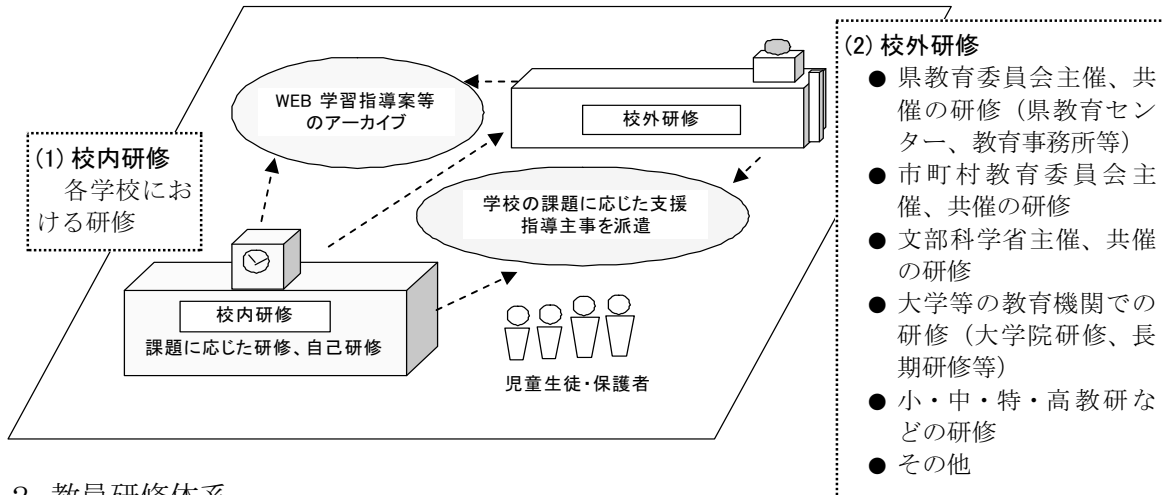 WEB 学習指導案等
のアーカイブ
校外研修
(1) 校内研修
各学校にお
ける研修
学校の課題に応じた支援
指導主事を派遣
校内研修
課題に応じた研修、自己研修
児童生徒・保護者
(2) 校外研修
● 県教育委員会主催、共
催の研修（県教育セン
ター、教育事務所等）
● 市町村教育委員会主
催、共催の研修
● 文部科学省主催、共催
の研修
● 大学等の教育機関での
研修（大学院研修、長
期研修等）
● 小・中・特・高教研な
どの研修
● その他
教員研修体系